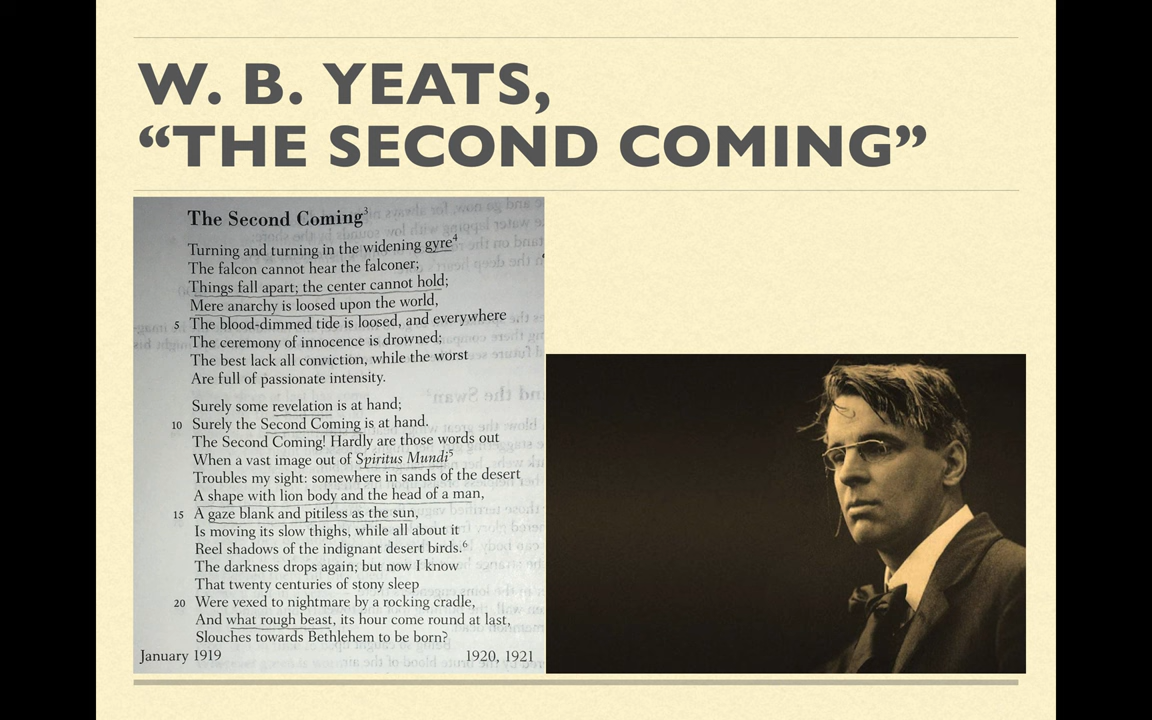 W. B. YEATS,
“THE SECOND COMING”
The Second Coming³
Turning and turning in the widening gyre⁴
The falcon cannot hear the falconer;
Things fall apart; the center cannot hold;
Mere anarchy is loosed upon the world,
5 The blood-dimmed tide is loosed, and everywhere
The ceremony of innocence is drowned;
The best lack all conviction, while the worst
Are full of passionate intensity.
Surely some revelation is at hand;
10 Surely the Second Coming is at hand.
The Second Coming! Hardly are those words out
When a vast image out of Spiritus Mundi⁵
Troubles my sight: somewhere in sands of the desert
A shape with lion body and the head of a man,
15 A gaze blank and pitiless as the sun,
Is moving its slow thighs, while all about it
Reel shadows of the indignant desert birds.⁶
The darkness drops again; but now I know
That twenty centuries of stony sleep
20 Were vexed to nightmare by a rocking cradle,
And what rough beast, its hour come round at last,
Slouches towards Bethlehem to be born?
January 1919 1920, 1921